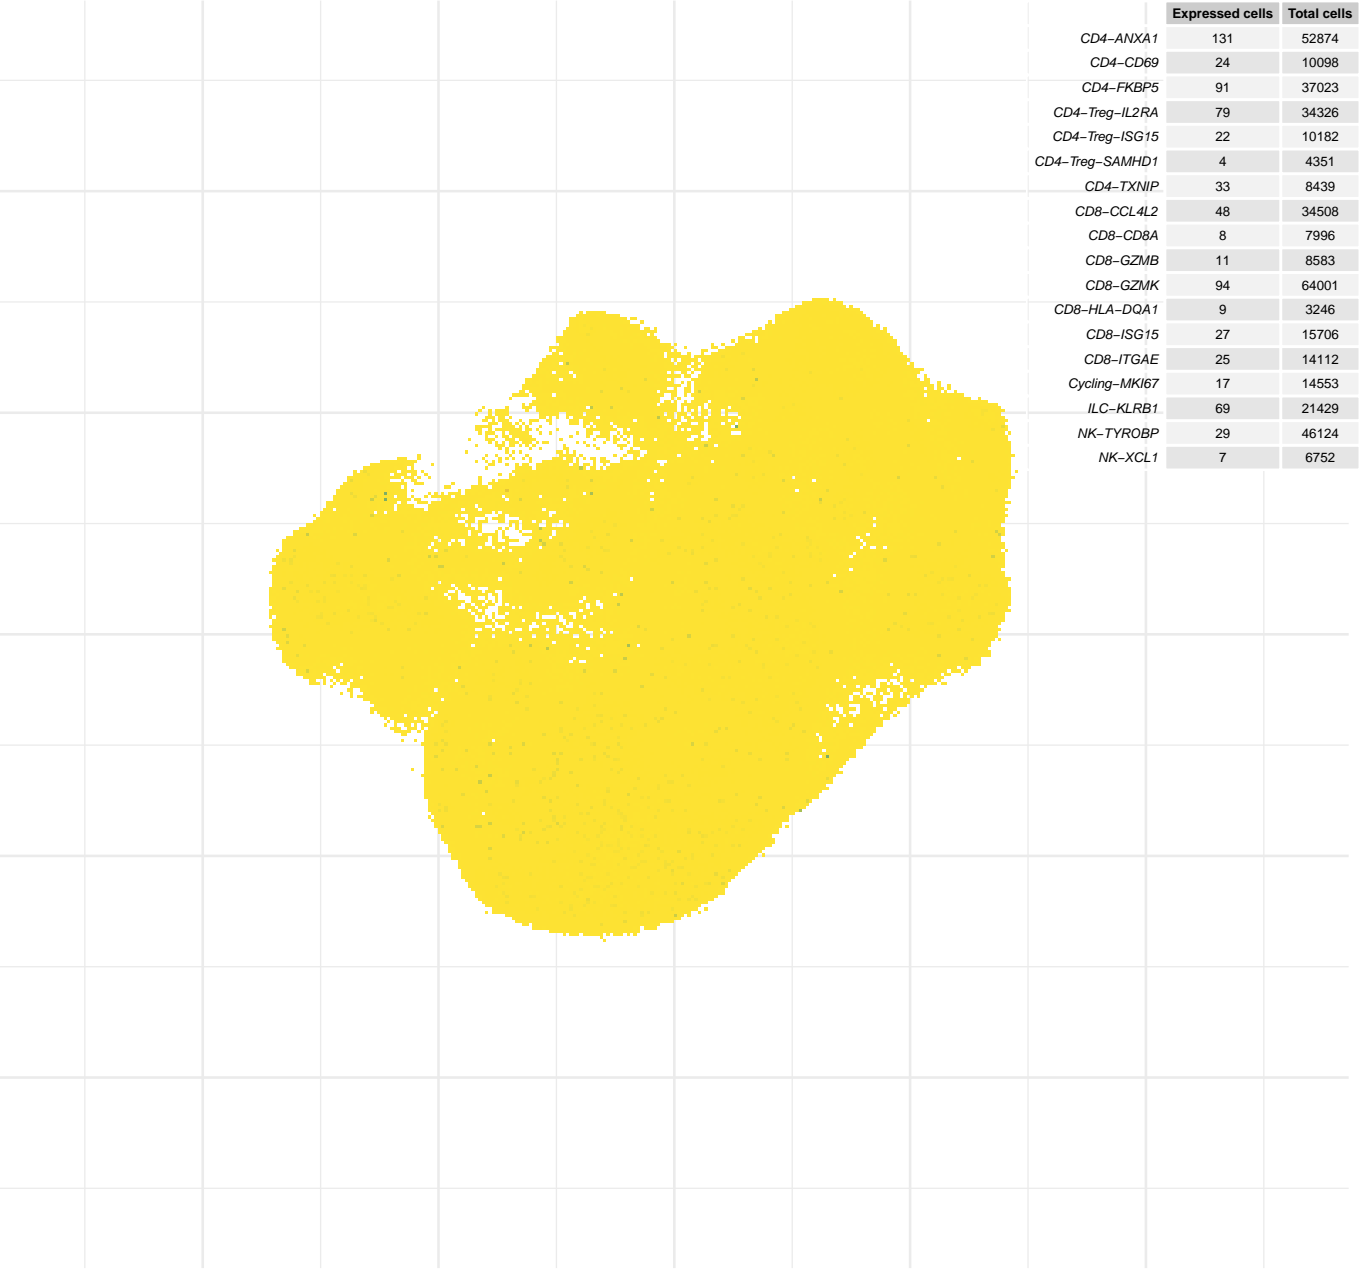 Expressed cells Total cells
CD4−ANXA1 131 52874
CD4−CD69 24 10098
CD4−FKBP5 91 37023
CD4−Treg−IL2RA 79 34326
CD4−Treg−ISG15 22 10182
CD4−Treg−SAMHD1 4 4351
CD4−TXNIP 33 8439
CD8−CCL4L2 48 34508
CD8−CD8A 8 7996
CD8−GZMB 11 8583
CD8−GZMK 94 64001
CD8−HLA−DQA1 9 3246
CD8−ISG15 27 15706
CD8−ITGAE 25 14112
Cycling−MKI67 17 14553
ILC−KLRB1 69 21429
NK−TYROBP 29 46124
NK−XCL1 7 6752